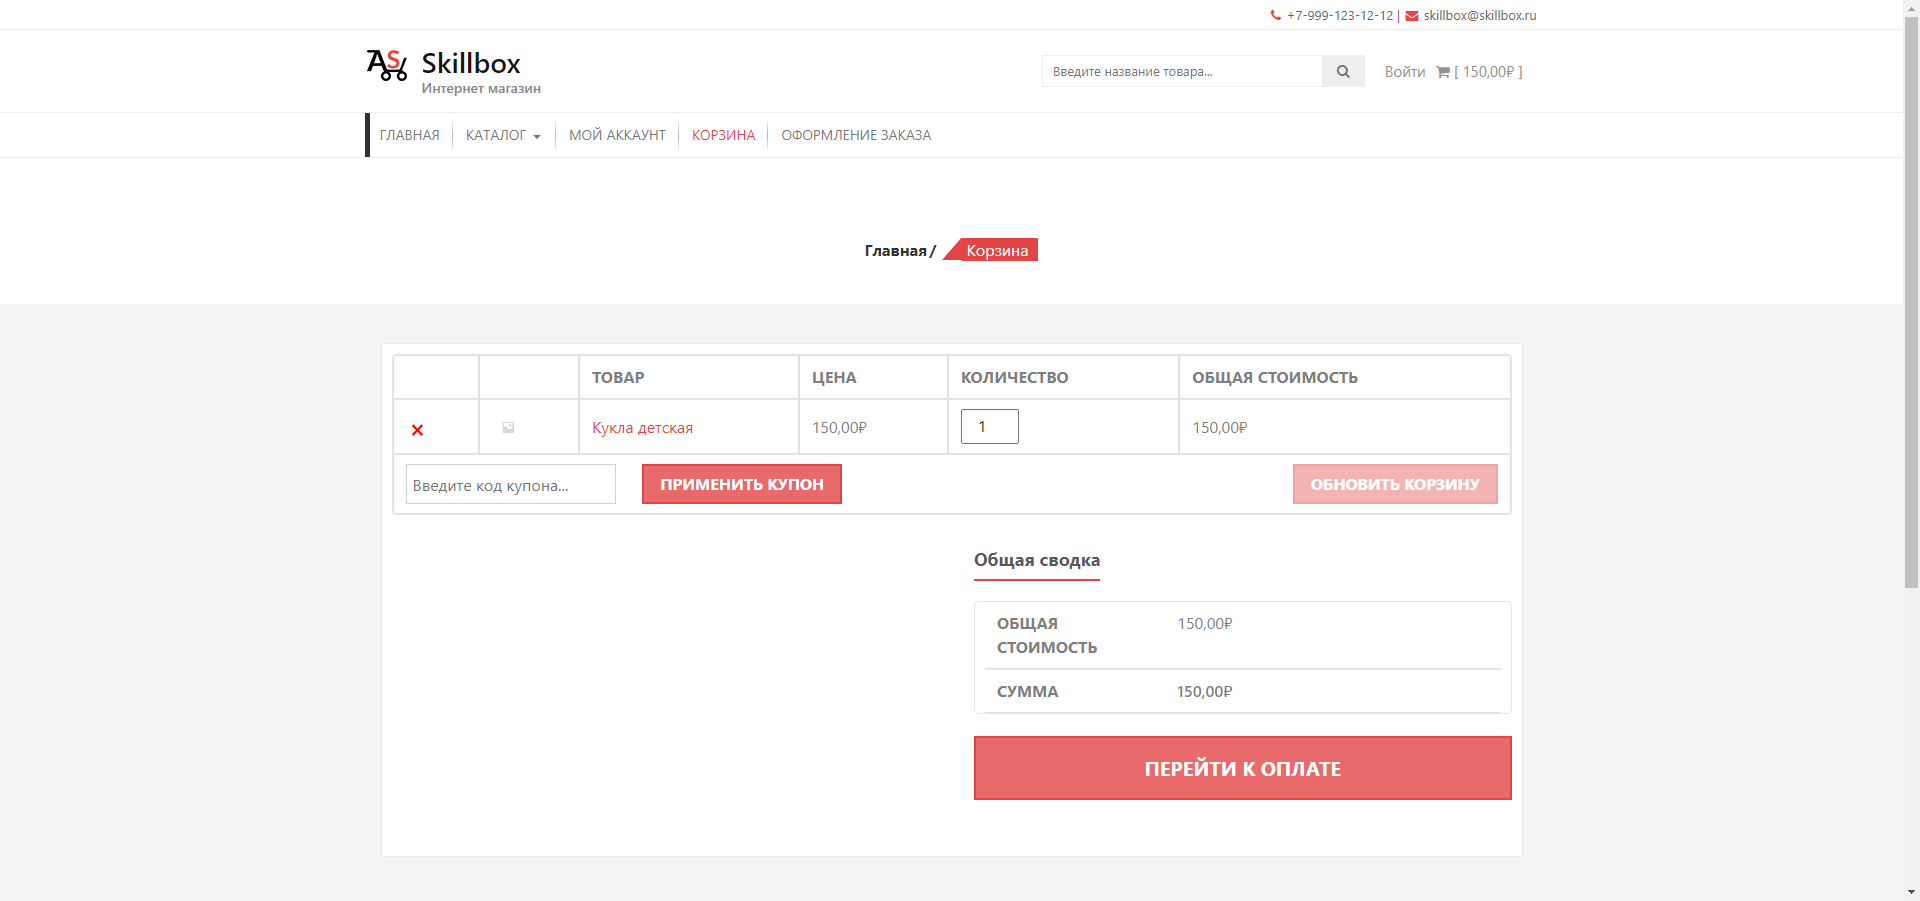 +7-999-123-12-12 | skillbox@skillbox.ru
AS Skillbox
Интернет магазин
Введите название товара...
Войти [ 150,00₽ ]
ГЛАВНАЯ КАТАЛОГ МОЙ АККАУНТ КОРЗИНА ОФОРМЛЕНИЕ ЗАКАЗА
Главная / Корзина
ТОВАР ЦЕНА КОЛИЧЕСТВО ОБЩАЯ СТОИМОСТЬ
× Кукла детская 150,00₽ 1 150,00₽
Введите код купона... ПРИМЕНИТЬ КУПОН ОБНОВИТЬ КОРЗИНУ
Общая сводка
ОБЩАЯ СТОИМОСТЬ 150,00₽
СУММА 150,00₽
ПЕРЕЙТИ К ОПЛАТЕ